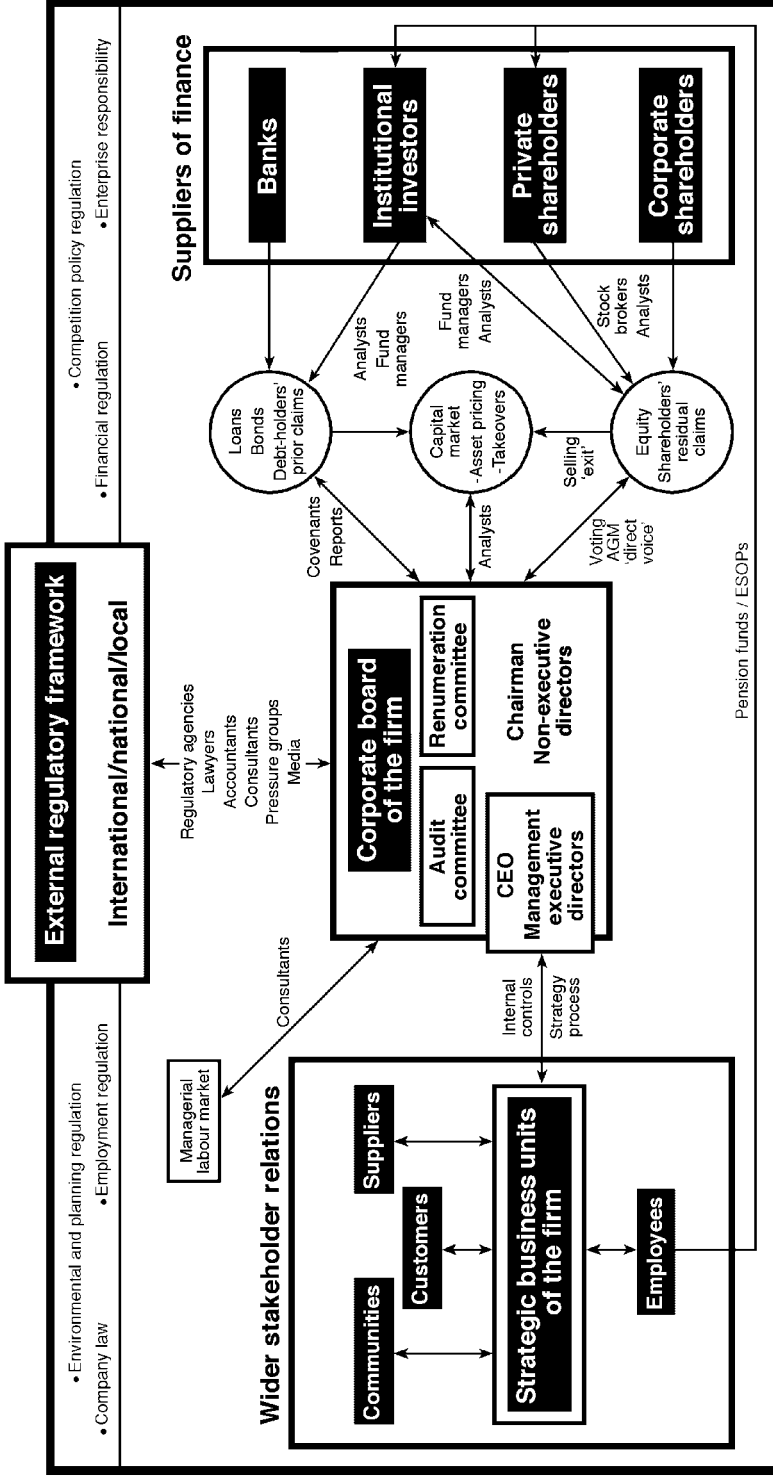 External regulatory framework
International/national/local
• Environmental and planning regulation
• Company law
• Employment regulation
• Financial regulation
• Competition policy regulation
• Enterprise responsibility
Regulatory agencies
Lawyers
Accountants
Consultants
Pressure groups
Media
Managerial
labour market
Consultants
Wider stakeholder relations
Communities
Customers
Suppliers
Strategic business units
of the firm
Employees
Internal
controls
Strategy
process
Corporate board
of the firm
Audit
committee
Renumeration
committee
CEO
Management
executive
directors
Chairman
Non-executive
directors
Covenants
Reports
Analysts
Voting
AGM
'direct
voice'
Loans
Bonds
Debt-holders'
prior claims
Capital
market
-Asset pricing
-Takeovers
Selling
'exit'
Equity
Shareholders'
residual
claims
Analysts
Fund
managers
Fund
managers
Analysts
Stock
brokers
Analysts
Suppliers of finance
Banks
Institutional
investors
Private
shareholders
Corporate
shareholders
Pension funds / ESOPs